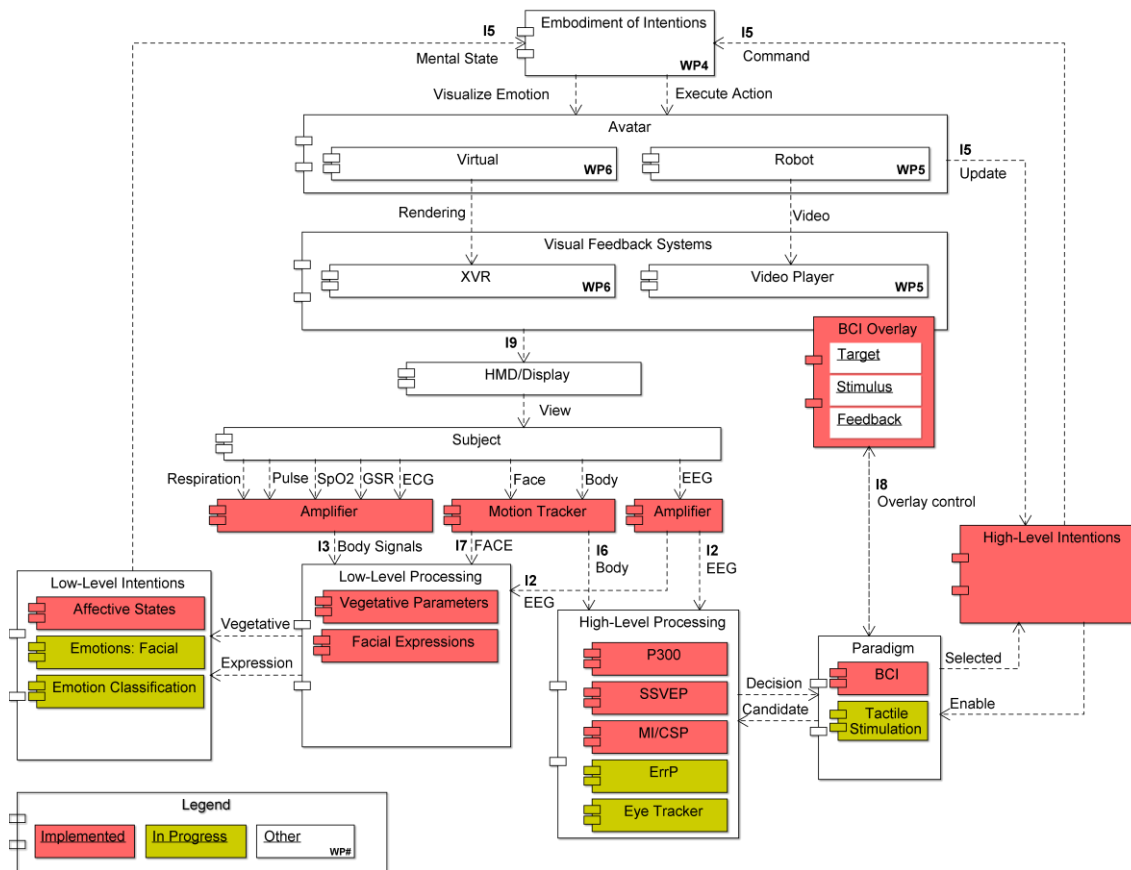 Embodiment of Intentions
WP4
I5
Mental State
I5
Command
Visualize Emotion
Execute Action
Avatar
Virtual
WP6
Robot
WP5
I5
Update
Rendering
Video
Visual Feedback Systems
XVR
WP6
Video Player
WP5
BCI Overlay
Target
Stimulus
Feedback
I9
HMD/Display
View
Subject
Respiration
Pulse
SpO2
GSR
ECG
Face
Body
EEG
I8
Overlay control
Amplifier
Motion Tracker
Amplifier
High-Level Intentions
I3 Body Signals
I7 FACE
I6
Body
I2
EEG
Low-Level Intentions
Affective States
Emotions: Facial
Emotion Classification
Vegetative
Expression
Low-Level Processing
Vegetative Parameters
Facial Expressions
I2
EEG
High-Level Processing
P300
SSVEP
MI/CSP
ErrP
Eye Tracker
Decision
Candidate
Paradigm
BCI
Tactile
Stimulation
Selected
Enable
Legend
Implemented
In Progress
Other
WP#